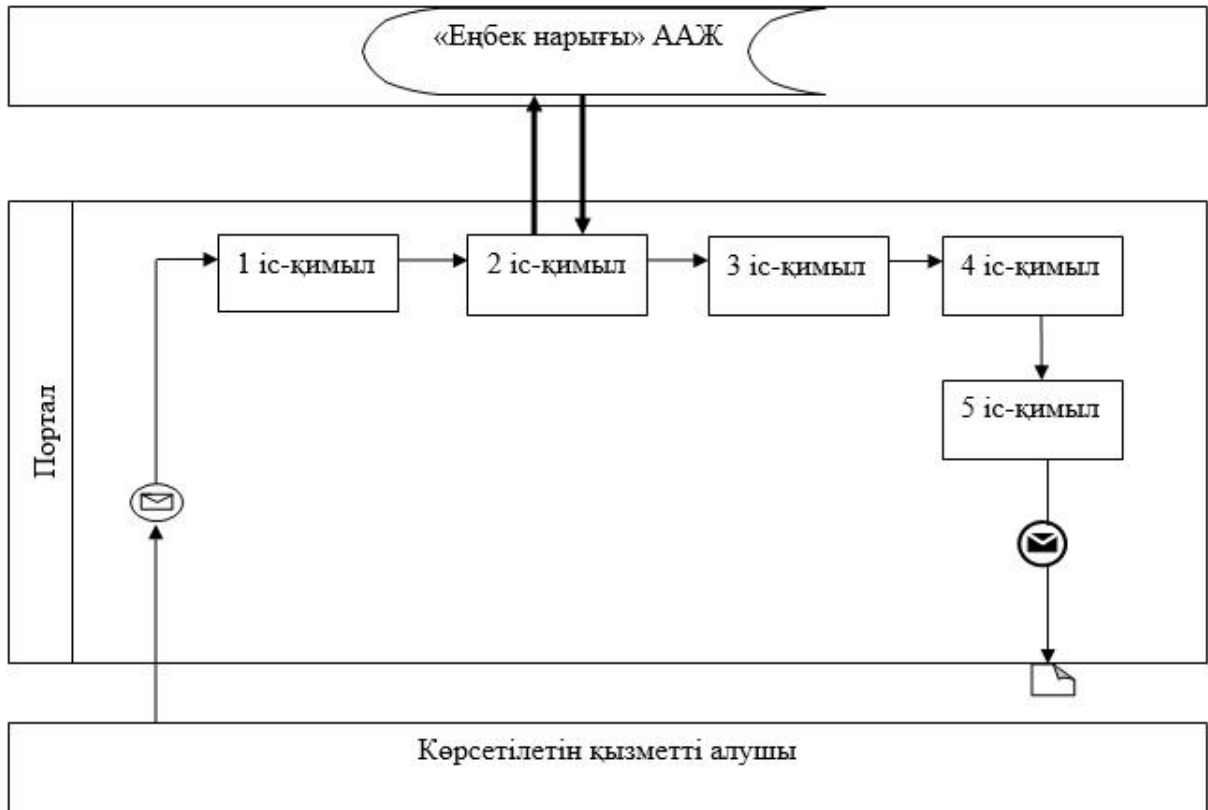 «Еңбек нарығы» ААЖ
1 іс-қимыл
2 іс-қимыл
3 іс-қимыл
4 іс-қимыл
5 іс-қимыл
Портал
Көрсетілетін қызметті алушы